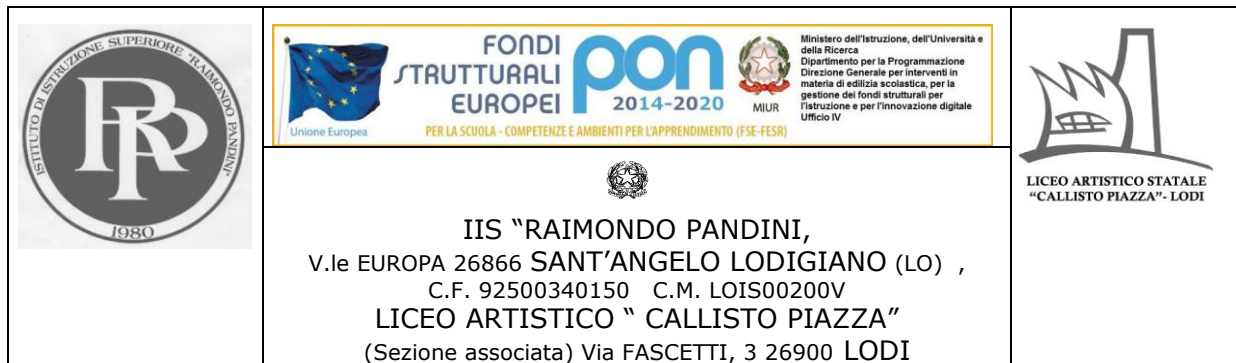 ISTITUTO DI ISTRUZIONE SUPERIORE "RAIMONDO PANDINI"
1980
Unione Europea
FONDI
STRUTTURALI
EUROPEI
pon
2014-2020
MIUR
Ministero dell'Istruzione, dell'Università e
della Ricerca
Dipartimento per la Programmazione
Direzione Generale per interventi in
materia di edilizia scolastica, per la
gestione dei fondi strutturali per
l'istruzione e per l'innovazione digitale
Ufficio IV
PER LA SCUOLA - COMPETENZE E AMBIENTI PER L'APPRENDIMENTO (FSE-FESR)
IIS "RAIMONDO PANDINI,
V.le EUROPA 26866 SANT'ANGELO LODIGIANO (LO) ,
C.F. 92500340150 C.M. LOIS00200V
LICEO ARTISTICO " CALLISTO PIAZZA"
(Sezione associata) Via FASCETTI, 3 26900 LODI
LICEO ARTISTICO STATALE
"CALLISTO PIAZZA"- LODI